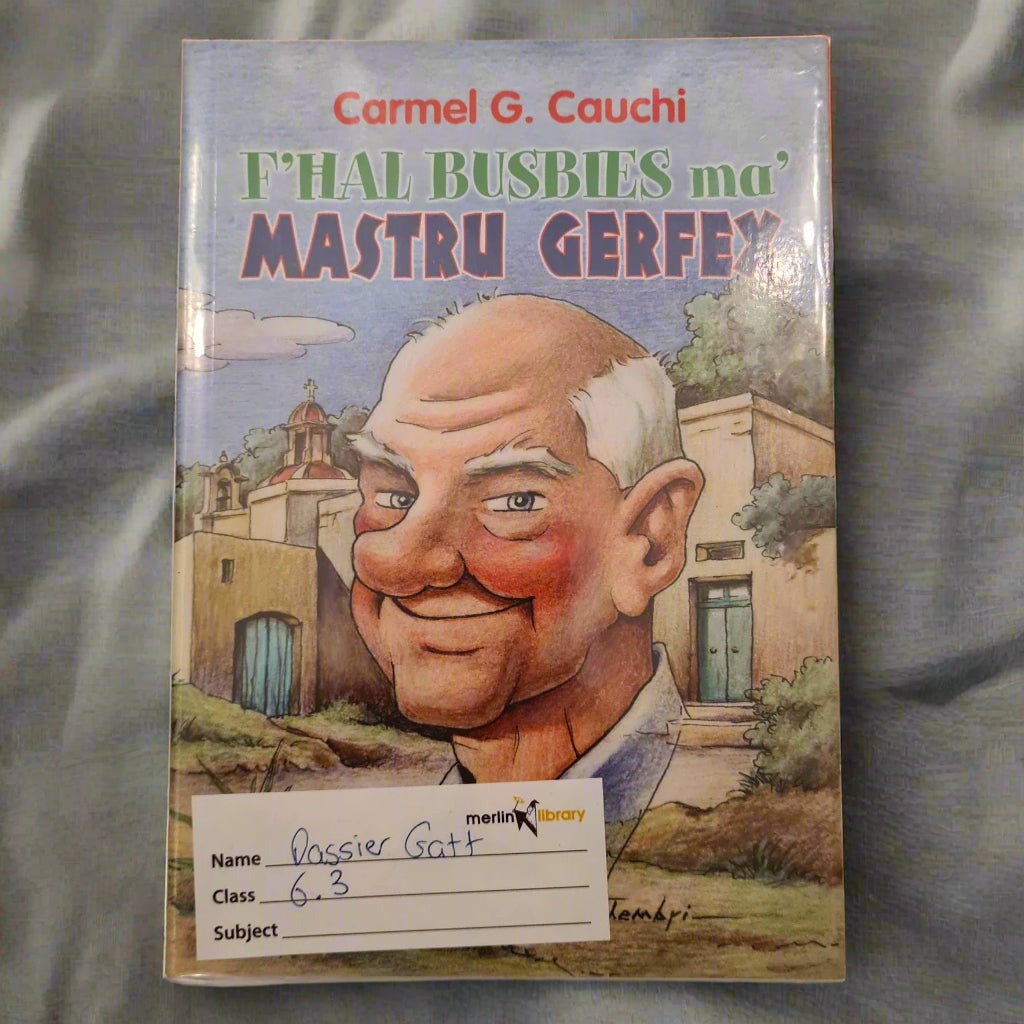 Carmel G. Cauchi
F'HAL BUSBIES ma'
MASTRU GERFEX
merlin library
Name Dassier Gatt
Class 6.3
Subject